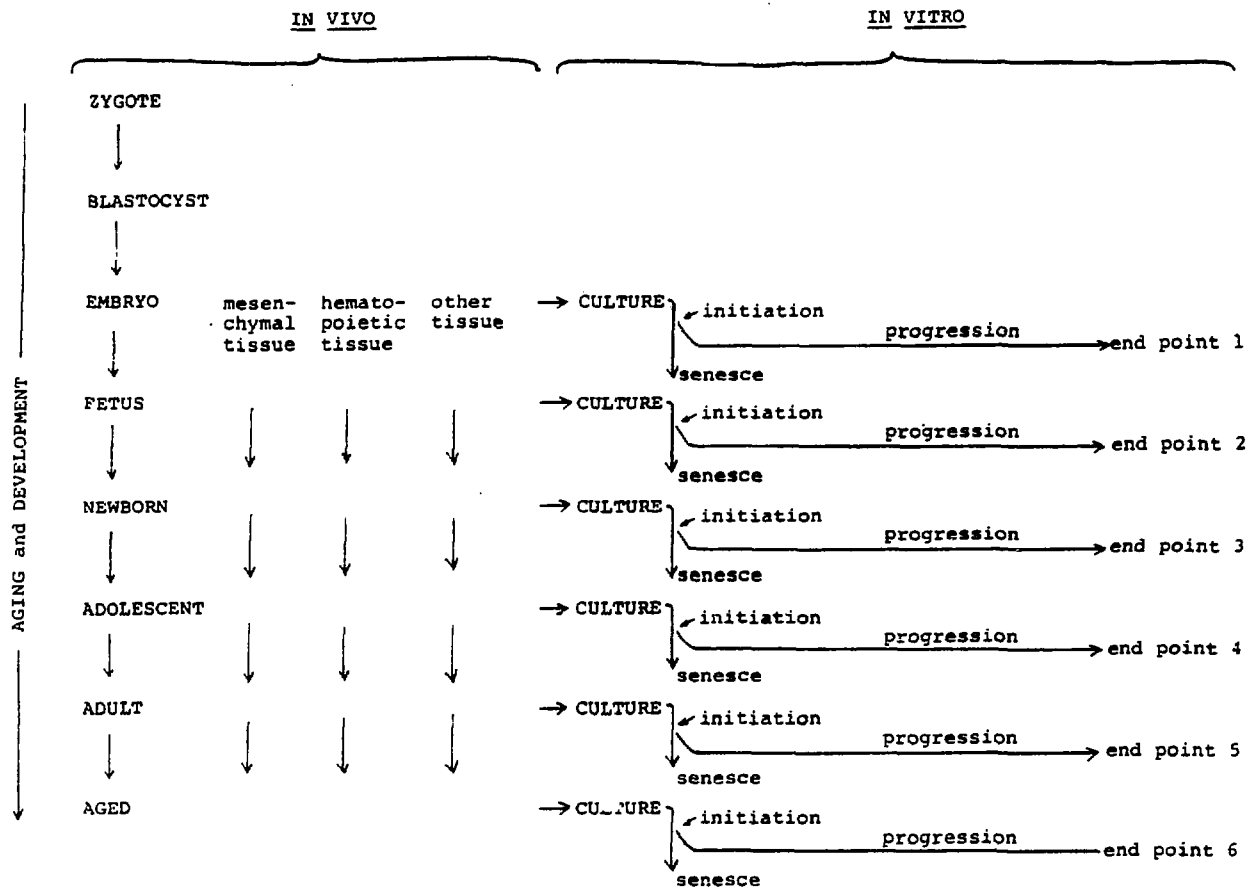 IN VIVO
IN VITRO
AGING and DEVELOPMENT
ZYGOTE
BLASTOCYST
EMBRYO
mesen-
chymal
tissue
hemato-
poietic
tissue
other
tissue
CULTURE
initiation
progression
end point 1
senesce
FETUS
CULTURE
initiation
progression
end point 2
senesce
NEWBORN
CULTURE
initiation
progression
end point 3
senesce
ADOLESCENT
CULTURE
initiation
progression
end point 4
senesce
ADULT
CULTURE
initiation
progression
end point 5
senesce
AGED
CULTURE
initiation
progression
end point 6
senesce